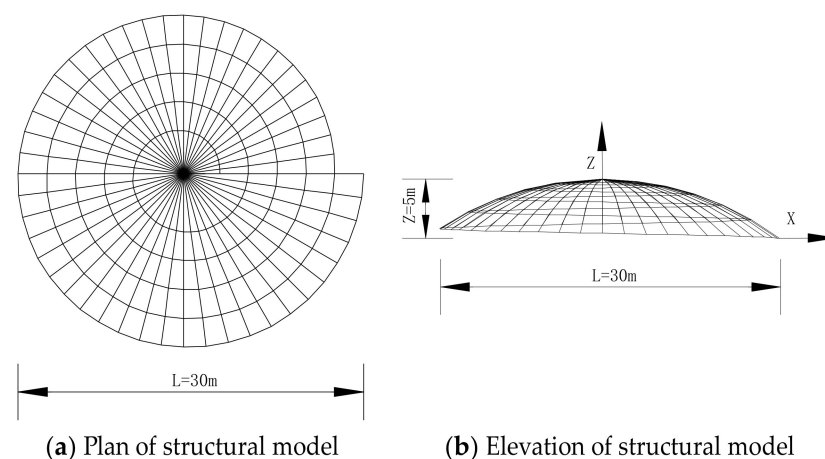 L=30m
(a) Plan of structural model
Z
Z=5m
X
L=30m
(b) Elevation of structural model